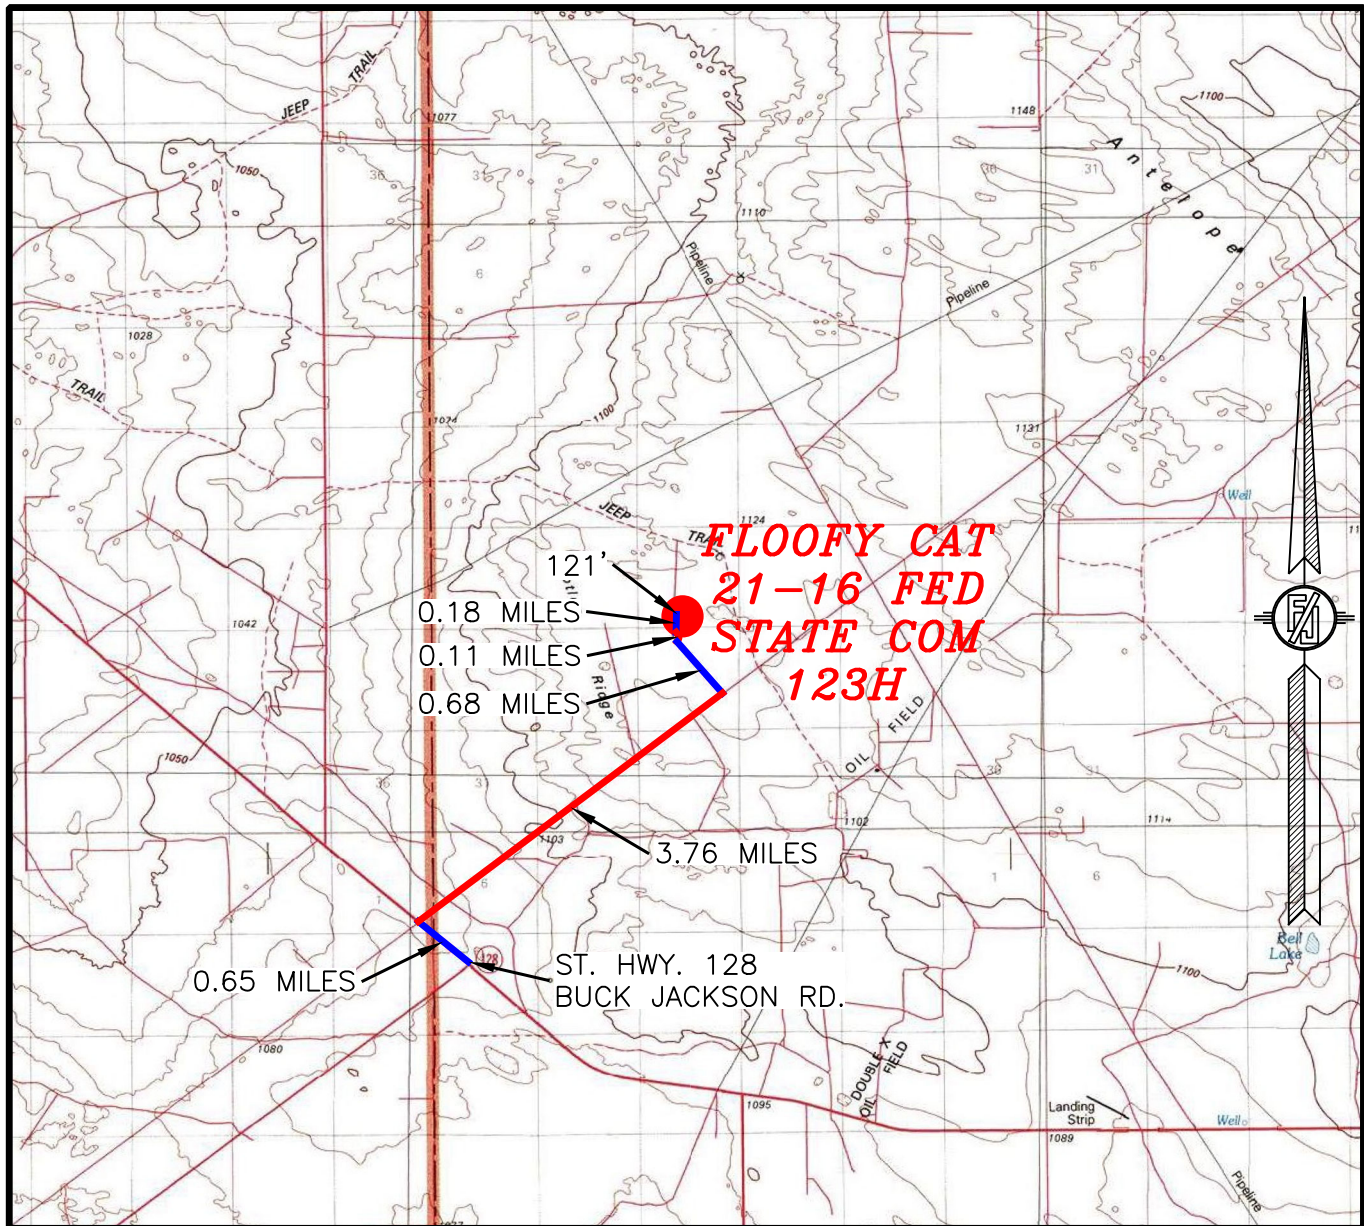 JEEP
TRAIL
1077
1148
1100
Antelope
1050
36
31
36
31
1110
Pipeline
Pipeline
6
6
1028
TRAIL
1074
1100
1131
Well
JEEP
TRAIL
1124
FLOOFY CAT
21-16 FED
STATE COM
123H
121'
0.18 MILES
0.11 MILES
0.68 MILES
1042
Ridge
OIL FIELD
1050
36
31
36
31
1102
1114
1103
3.76 MILES
6
1
1
6
128
0.65 MILES
ST. HWY. 128
BUCK JACKSON RD.
Bell
Lake
1100
1080
DOUBLE X
OIL FIELD
1095
Landing
Strip
1089
Well
Pipeline